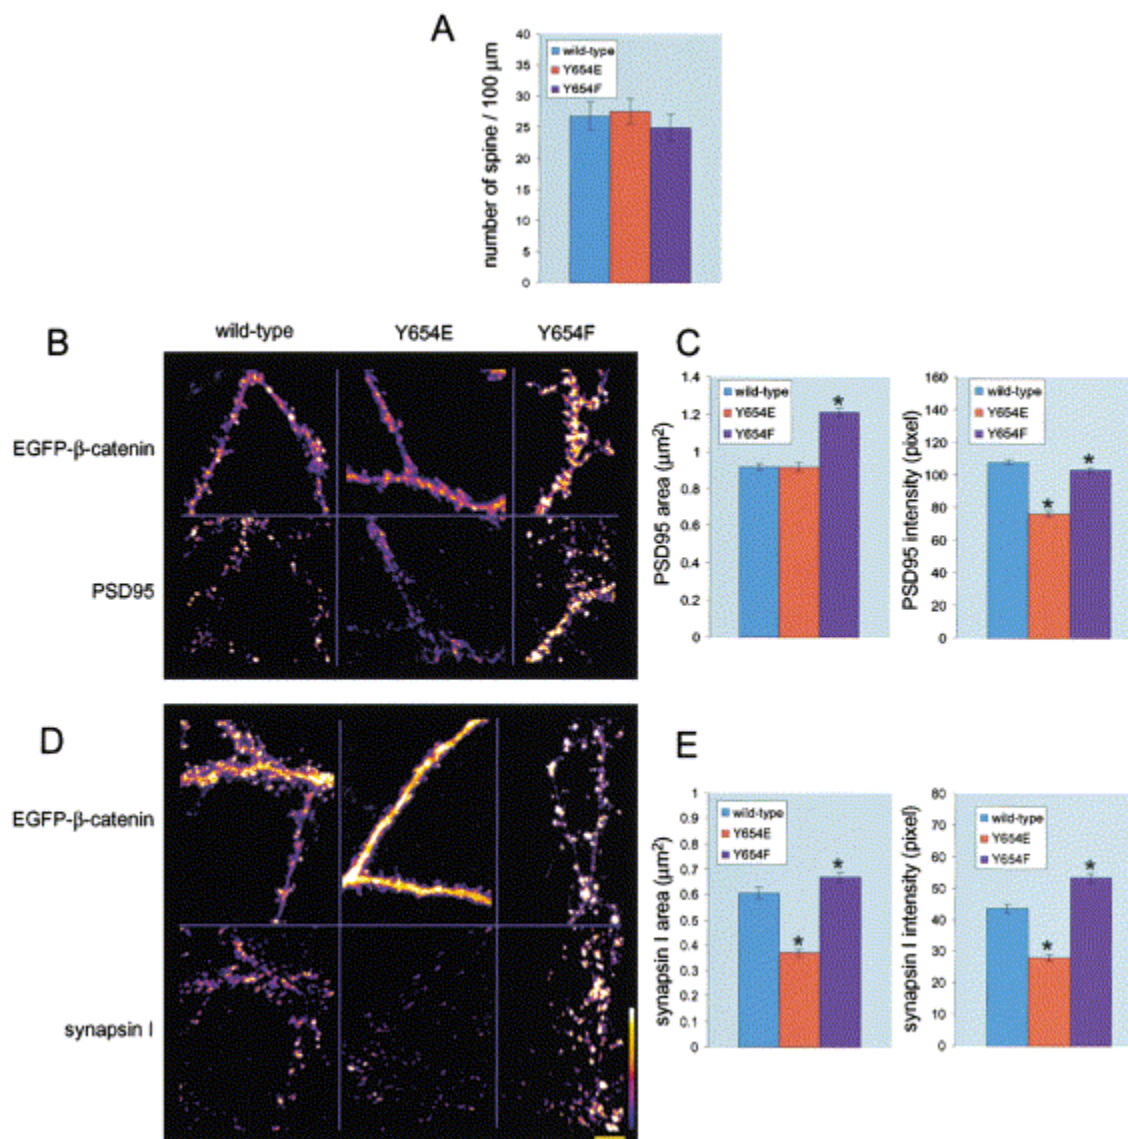 A
number of spine / 100 μm
40
35
30
25
20
15
10
5
0
wild-type
Y654E
Y654F
B
wild-type
Y654E
Y654F
EGFP-β-catenin
PSD95
C
PSD95 area (μm²)
1.4
1.2
1
0.8
0.6
0.4
0.2
0
wild-type
Y654E
Y654F
*
PSD95 intensity (pixel)
160
140
120
100
80
60
40
20
0
wild-type
Y654E
Y654F
*
*
D
EGFP-β-catenin
synapsin I
E
synapsin I area (μm²)
1
0.9
0.8
0.7
0.6
0.5
0.4
0.3
0.2
0.1
0
wild-type
Y654E
Y654F
*
*
synapsin I intensity (pixel)
80
70
60
50
40
30
20
10
0
wild-type
Y654E
Y654F
*
*